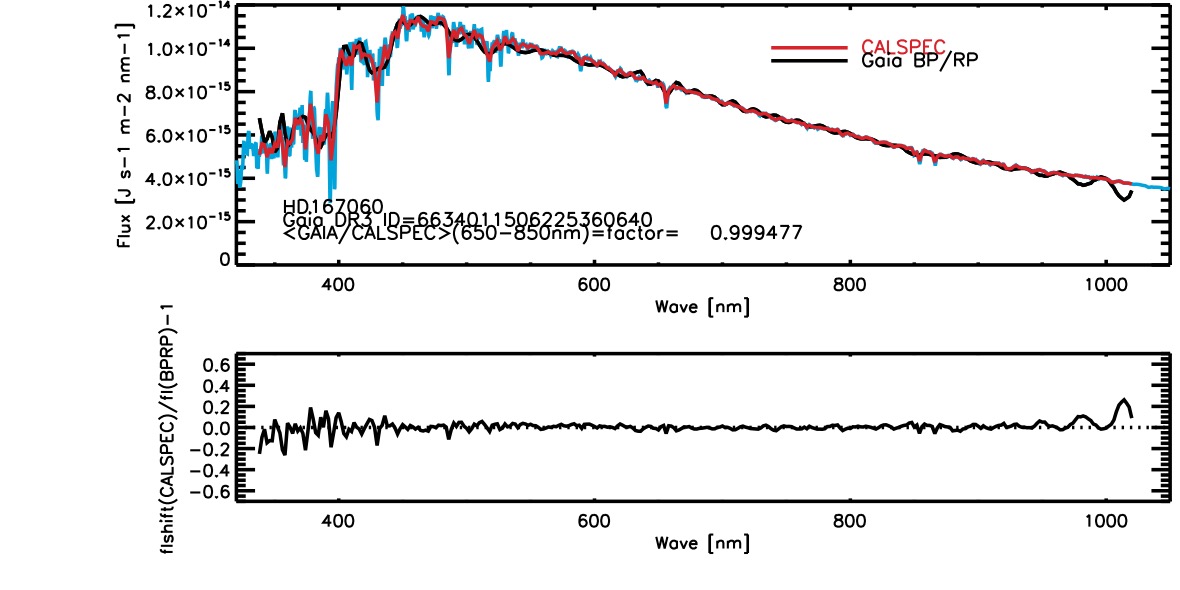 1.2×10−14
1.0×10−14
8.0×10−15
6.0×10−15
4.0×10−15
2.0×10−15
0
Flux [J s−1 m−2 nm−1]
CALSPEC
Gaia BP/RP
HD167060
Gaia DR3 ID=6634011506225360640
<GAIA/CALSPEC>(650−850nm)=factor= 0.999477
400 600 800 1000
Wave [nm]
flshift(CALSPEC)/fl(BPRP)−1
0.6
0.4
0.2
0.0
−0.2
−0.4
−0.6
400 600 800 1000
Wave [nm]